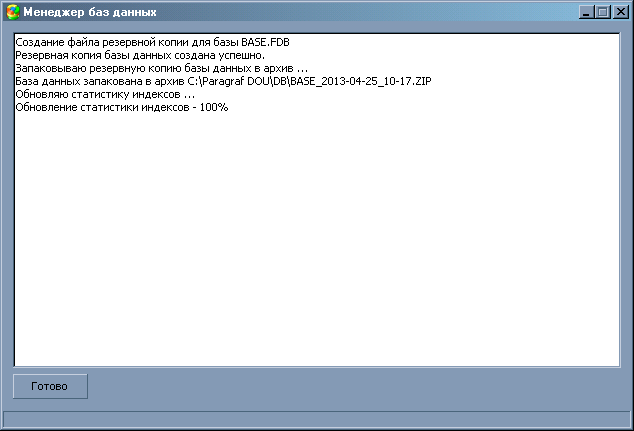 Менеджер баз данных
Создание файла резервной копии для базы BASE.FDB
Резервная копия базы данных создана успешно.
Запаковываю резервную копию базы данных в архив ...
База данных запакована в архив C:\Paragraf DOU\DB\BASE_2013-04-25_10-17.ZIP
Обновляю статистику индексов ...
Обновление статистики индексов - 100%
Готово